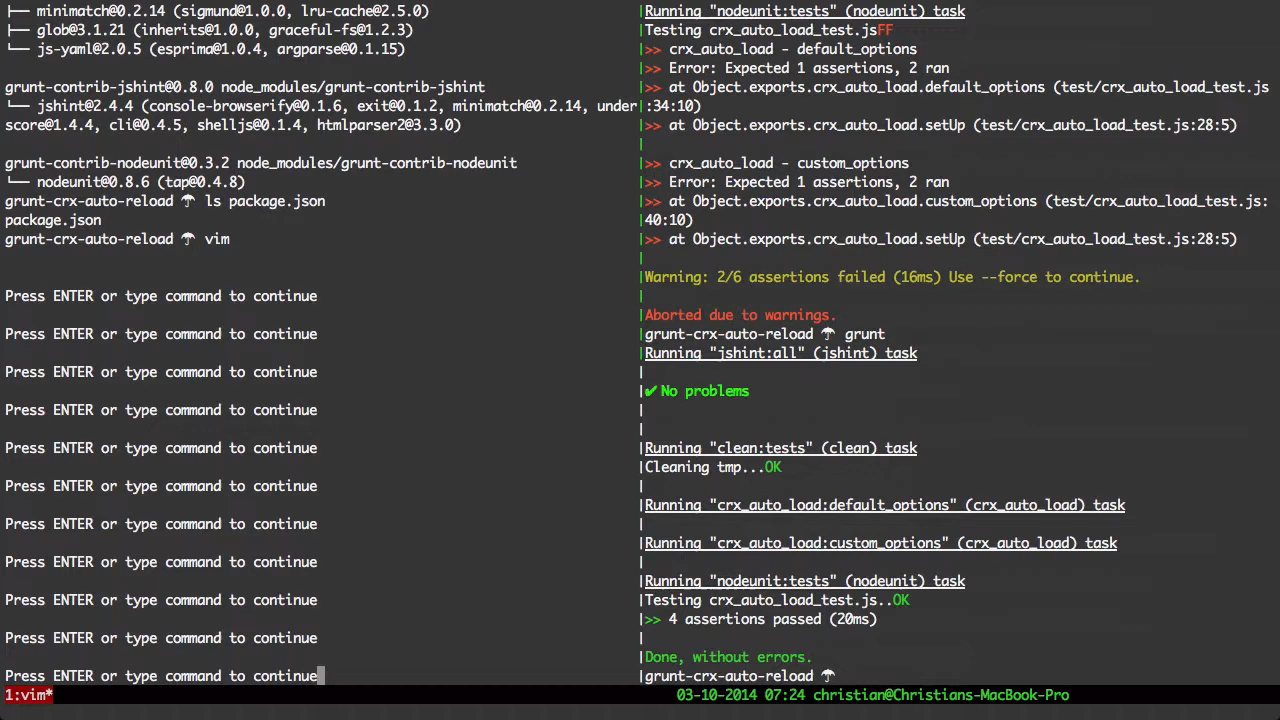 ├── minimatch@0.2.14 (sigmund@1.0.0, lru-cache@2.5.0)
├── glob@3.1.21 (inherits@1.0.0, graceful-fs@1.2.3)
└── js-yaml@2.0.5 (esprima@1.0.4, argparse@0.1.15)
grunt-contrib-jshint@0.8.0 node_modules/grunt-contrib-jshint
└── jshint@2.4.4 (console-browserify@0.1.6, exit@0.1.2, minimatch@0.2.14, under
score@1.4.4, cli@0.4.5, shelljs@0.1.4, htmlparser2@3.3.0)
grunt-contrib-nodeunit@0.3.2 node_modules/grunt-contrib-nodeunit
└── nodeunit@0.8.6 (tap@0.4.8)
grunt-crx-auto-reload ☂ ls package.json
package.json
grunt-crx-auto-reload ☂ vim
Press ENTER or type command to continue
Press ENTER or type command to continue
Press ENTER or type command to continue
Press ENTER or type command to continue
Press ENTER or type command to continue
Press ENTER or type command to continue
Press ENTER or type command to continue
Press ENTER or type command to continue
Press ENTER or type command to continue
Press ENTER or type command to continue
Press ENTER or type command to continue
Running "nodeunit:tests" (nodeunit) task
Testing crx_auto_load_test.jsFF
>> crx_auto_load - default_options
>> Error: Expected 1 assertions, 2 ran
>> at Object.exports.crx_auto_load.default_options (test/crx_auto_load_test.js
:34:10)
>> at Object.exports.crx_auto_load.setUp (test/crx_auto_load_test.js:28:5)
>> crx_auto_load - custom_options
>> Error: Expected 1 assertions, 2 ran
>> at Object.exports.crx_auto_load.custom_options (test/crx_auto_load_test.js:
40:10)
>> at Object.exports.crx_auto_load.setUp (test/crx_auto_load_test.js:28:5)
Warning: 2/6 assertions failed (16ms) Use --force to continue.
Aborted due to warnings.
grunt-crx-auto-reload ☂ grunt
Running "jshint:all" (jshint) task
✔ No problems
Running "clean:tests" (clean) task
Cleaning tmp...OK
Running "crx_auto_load:default_options" (crx_auto_load) task
Running "crx_auto_load:custom_options" (crx_auto_load) task
Running "nodeunit:tests" (nodeunit) task
Testing crx_auto_load_test.js..OK
>> 4 assertions passed (20ms)
Done, without errors.
grunt-crx-auto-reload ☂
1:vim* 03-10-2014 07:24 christian@Christians-MacBook-Pro